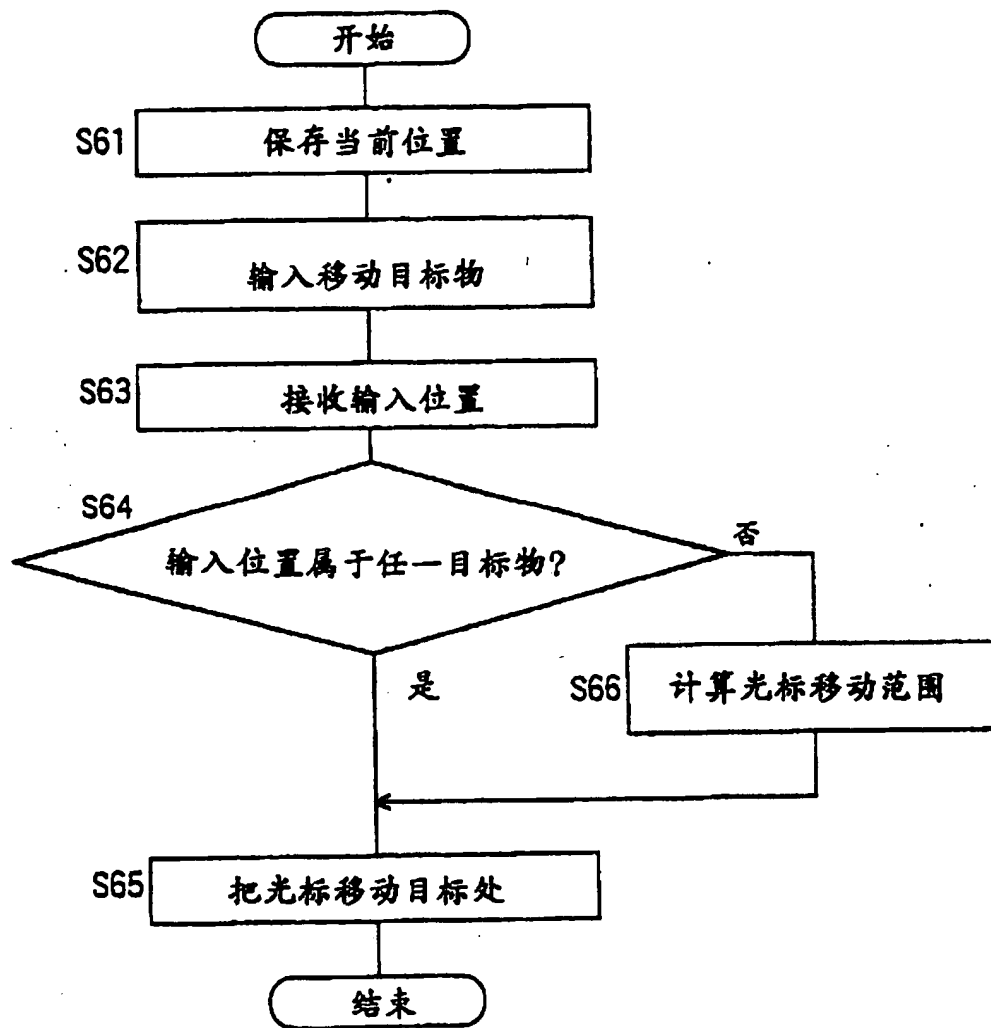 开始
S61
保存当前位置
S62
输入移动目标物
S63
接收输入位置
S64
输入位置属于任一目标物?
否
是
S66
计算光标移动范围
S65
把光标移动目标处
结束